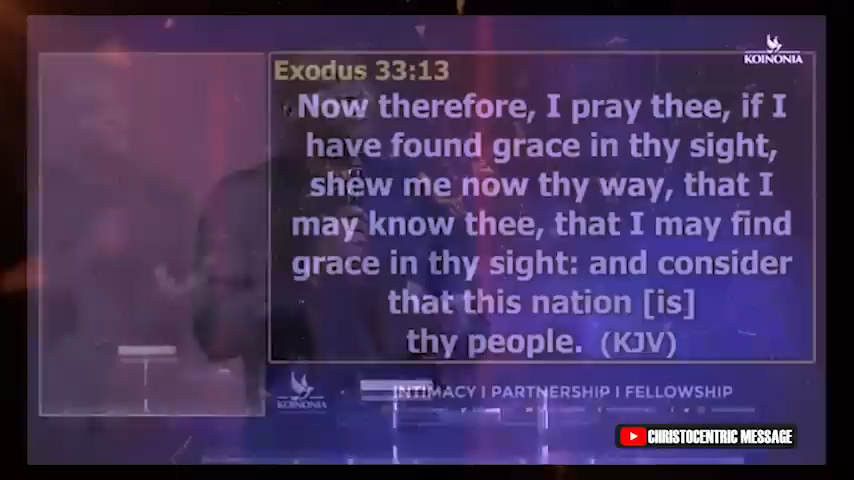 KOINONIA
Exodus 33:13
Now therefore, I pray thee, if I
have found grace in thy sight,
shew me now thy way, that I
may know thee, that I may find
grace in thy sight: and consider
that this nation [is]
thy people. (KJV)
KOINONIA
INTIMACY I PARTNERSHIP I FELLOWSHIP
CHRISTOCENTRIC MESSAGE